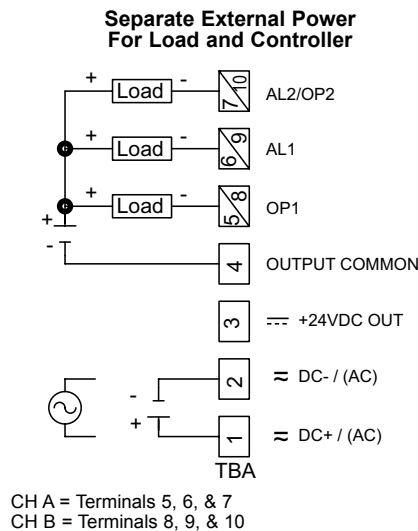 Separate External Power
For Load and Controller
+ Load - 7/10 AL2/OP2
+ Load - 6/9 AL1
+ Load - 5/8 OP1
+
-
4 OUTPUT COMMON
3 +24VDC OUT
- 2 ≂ DC- / (AC)
+ 1 ≂ DC+ / (AC)
TBA
CH A = Terminals 5, 6, & 7
CH B = Terminals 8, 9, & 10